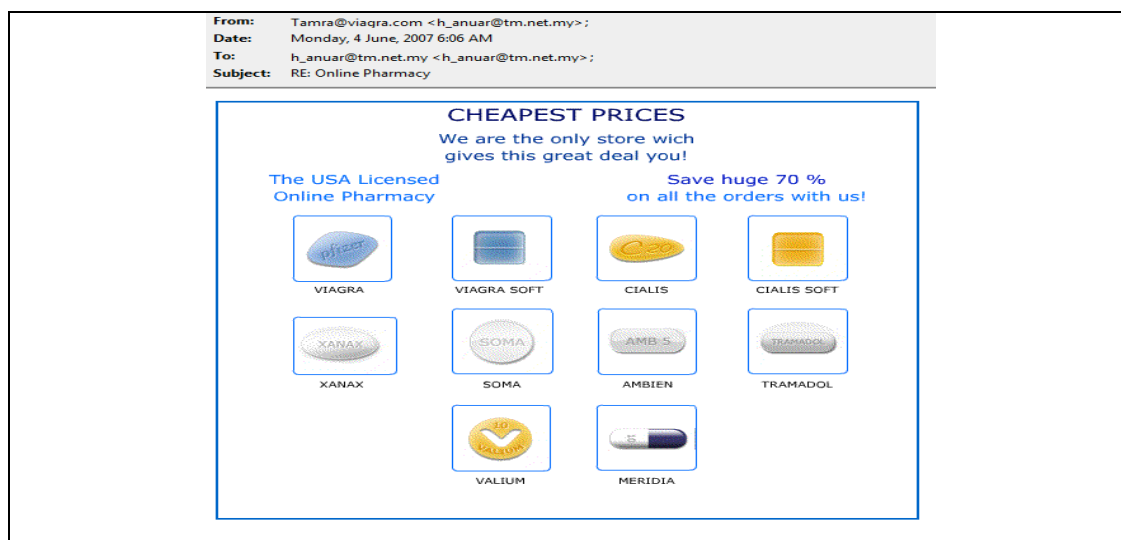 From: Tamra@viagra.com <h_anuar@tm.net.my>;
Date: Monday, 4 June, 2007 6:06 AM
To: h_anuar@tm.net.my <h_anuar@tm.net.my>;
Subject: RE: Online Pharmacy
CHEAPEST PRICES
We are the only store wich
gives this great deal you!
The USA Licensed
Online Pharmacy
Save huge 70 %
on all the orders with us!
pfizer
C20
VIAGRA
VIAGRA SOFT
CIALIS
CIALIS SOFT
XANAX
SOMA
AMB 5
TRAMADOL
XANAX
SOMA
AMBIEN
TRAMADOL
10
VALIUM
VALIUM
MERIDIA